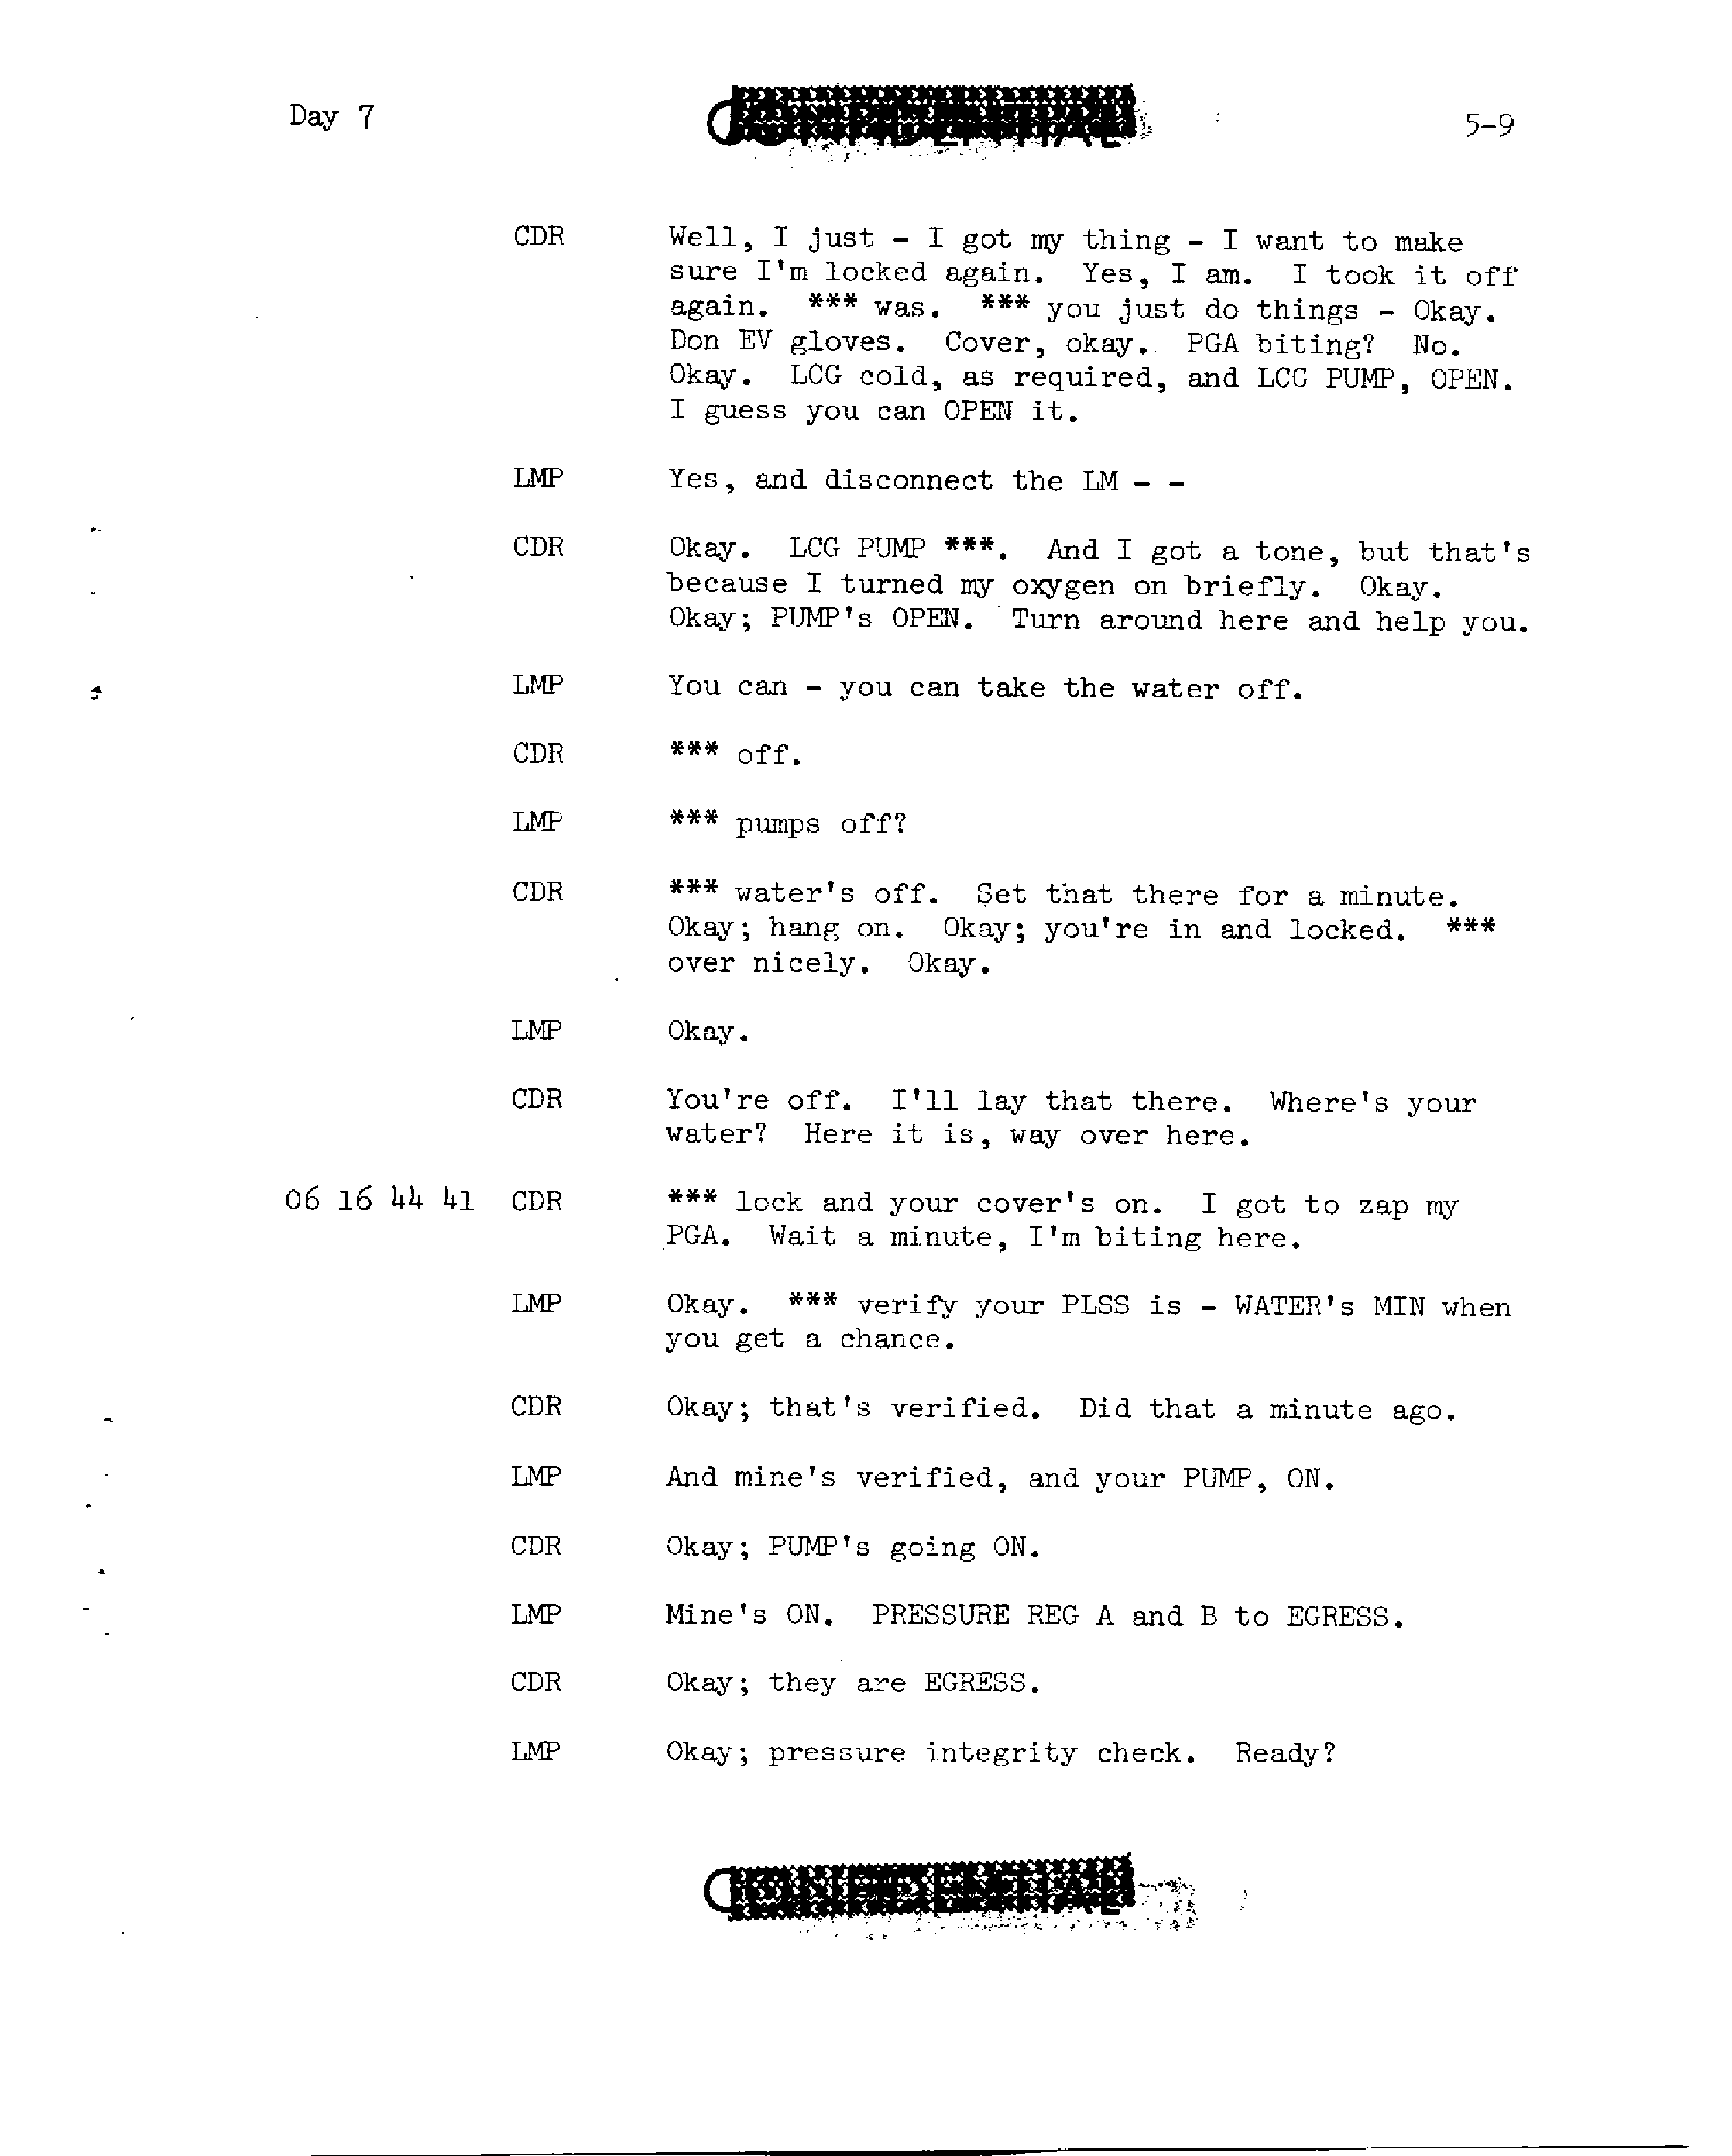 Day 7
CONFIDENTIAL
5-9
CDR Well, I just - I got my thing - I want to make
sure I'm locked again. Yes, I am. I took it off
again. *** was. *** you just do things - Okay.
Don EV gloves. Cover, okay. PGA biting? No.
Okay. LCG cold, as required, and LCG PUMP, OPEN.
I guess you can OPEN it.
LMP Yes, and disconnect the LM - -
CDR Okay. LCG PUMP ***. And I got a tone, but that's
because I turned my oxygen on briefly. Okay.
Okay; PUMP's OPEN. Turn around here and help you.
LMP You can - you can take the water off.
CDR *** off.
LMP *** pumps off?
CDR *** water's off. Set that there for a minute.
Okay; hang on. Okay; you're in and locked. ***
over nicely. Okay.
LMP Okay.
CDR You're off. I'll lay that there. Where's your
water? Here it is, way over here.
06 16 44 41 CDR *** lock and your cover's on. I got to zap my
PGA. Wait a minute, I'm biting here.
LMP Okay. *** verify your PLSS is - WATER's MIN when
you get a chance.
CDR Okay; that's verified. Did that a minute ago.
LMP And mine's verified, and your PUMP, ON.
CDR Okay; PUMP's going ON.
LMP Mine's ON. PRESSURE REG A and B to EGRESS.
CDR Okay; they are EGRESS.
LMP Okay; pressure integrity check. Ready?
CONFIDENTIAL